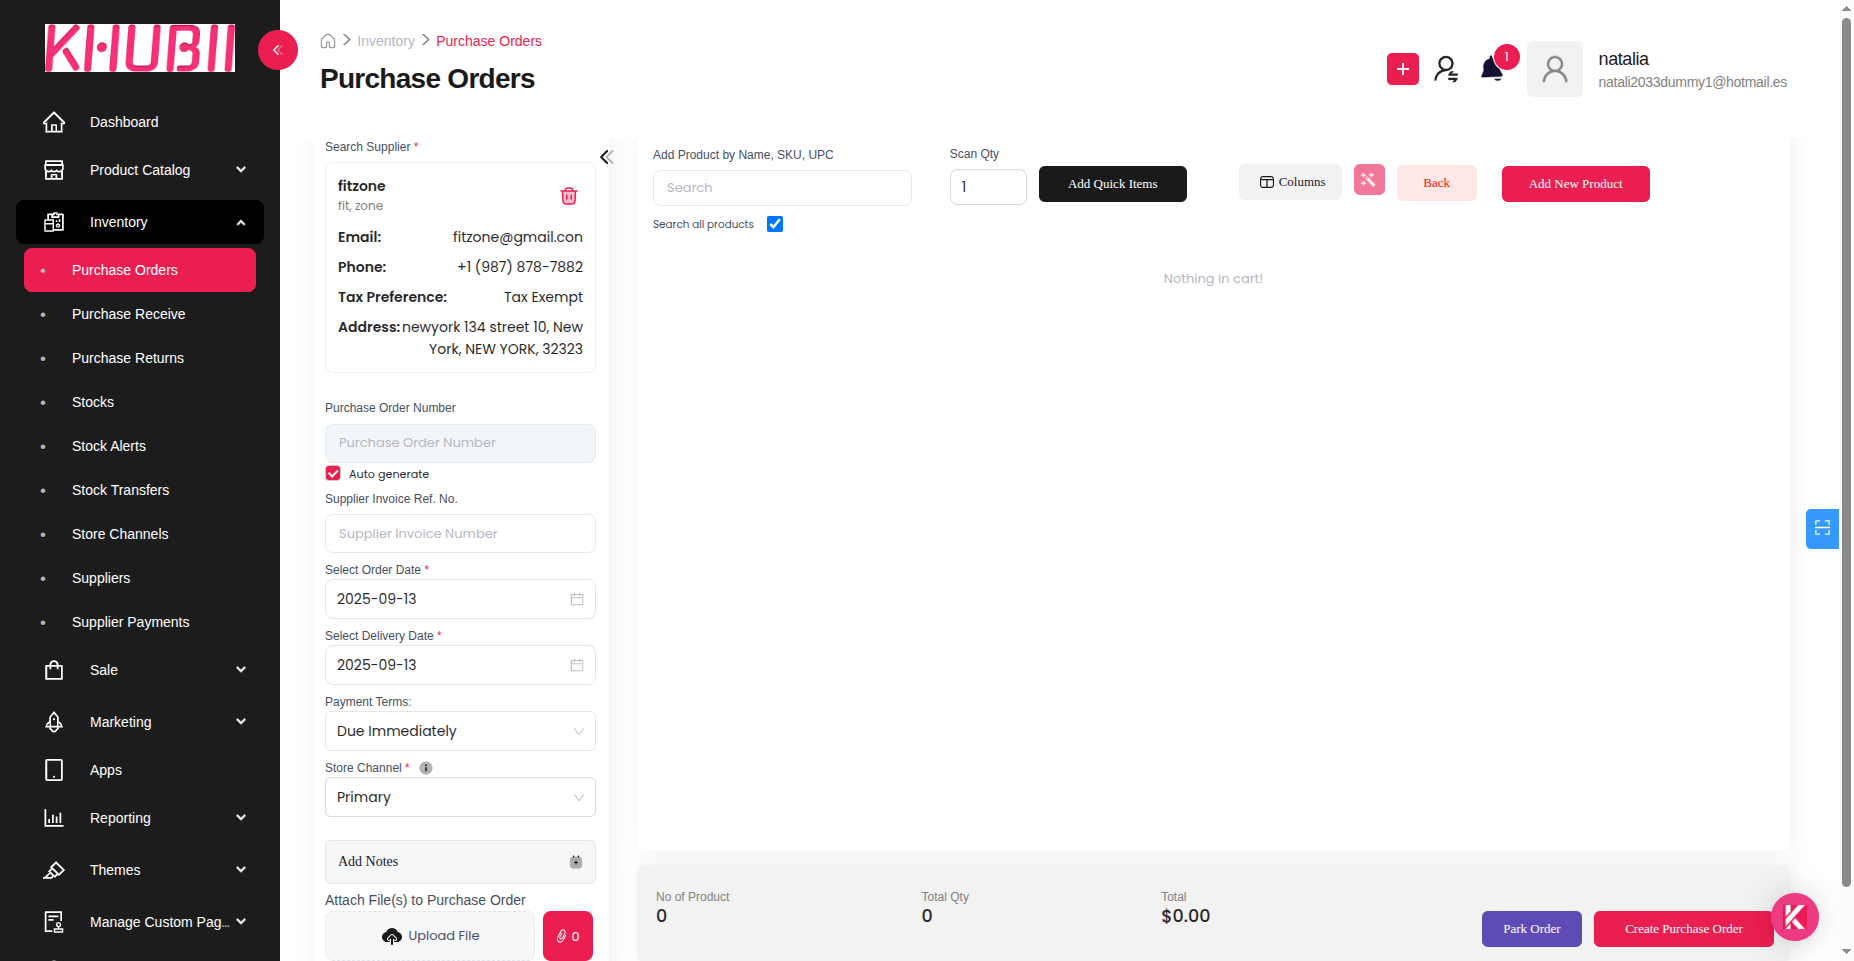 KHUBII
Dashboard
Product Catalog
Inventory
Purchase Orders
Purchase Receive
Purchase Returns
Stocks
Stock Alerts
Stock Transfers
Store Channels
Suppliers
Supplier Payments
Sale
Marketing
Apps
Reporting
Themes
Manage Custom Pag...
Inventory
Purchase Orders
Purchase Orders
1
natalia
natali2033dummy1@hotmail.es
Search Supplier *
fitzone
fit, zone
Email: fitzone@gmail.con
Phone: +1 (987) 878-7882
Tax Preference: Tax Exempt
Address: newyork 134 street 10, New
York, NEW YORK, 32323
Purchase Order Number
Purchase Order Number
Auto generate
Supplier Invoice Ref. No.
Supplier Invoice Number
Select Order Date *
2025-09-13
Select Delivery Date *
2025-09-13
Payment Terms:
Due Immediately
Store Channel *
Primary
Add Notes
Attach File(s) to Purchase Order
Upload File
0
Add Product by Name, SKU, UPC
Search
Search all products
Scan Qty
1
Add Quick Items
Columns
Back
Add New Product
Nothing in cart!
No of Product
0
Total Qty
0
Total
$0.00
Park Order
Create Purchase Order
K